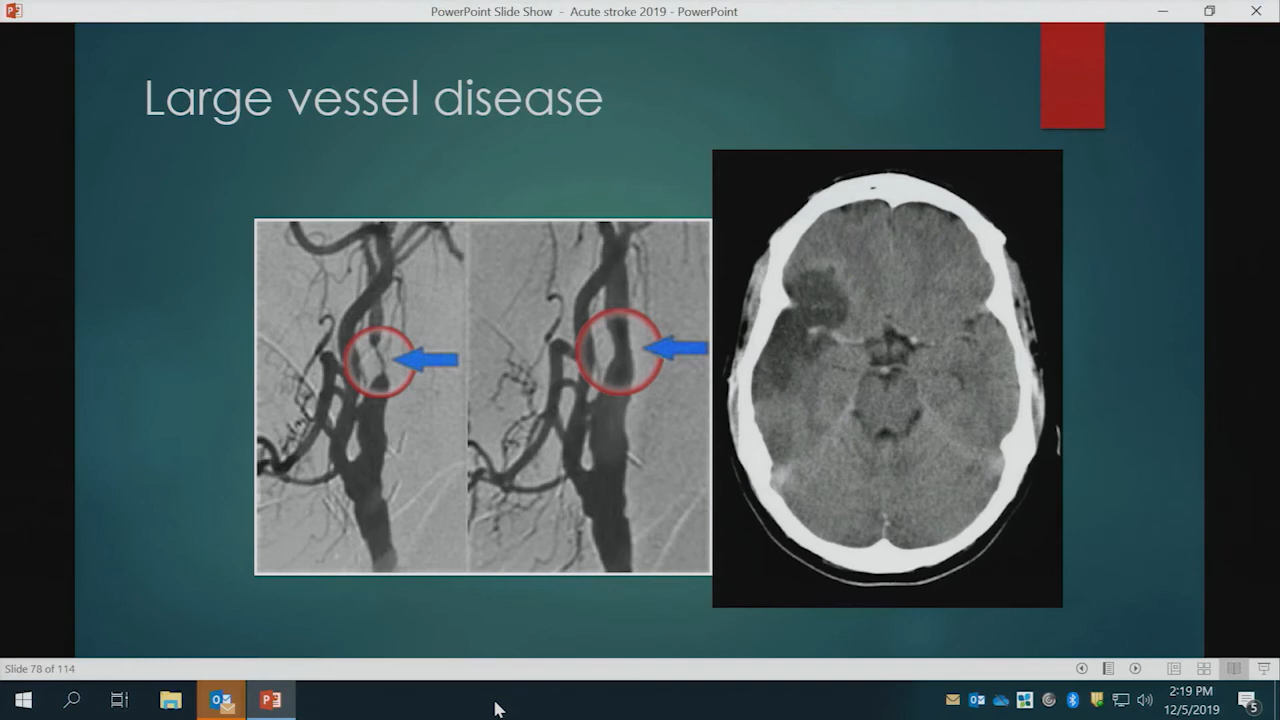 PowerPoint Slide Show - Acute stroke 2019 - PowerPoint
Large vessel disease
Slide 78 of 114
2:19 PM
12/5/2019
5